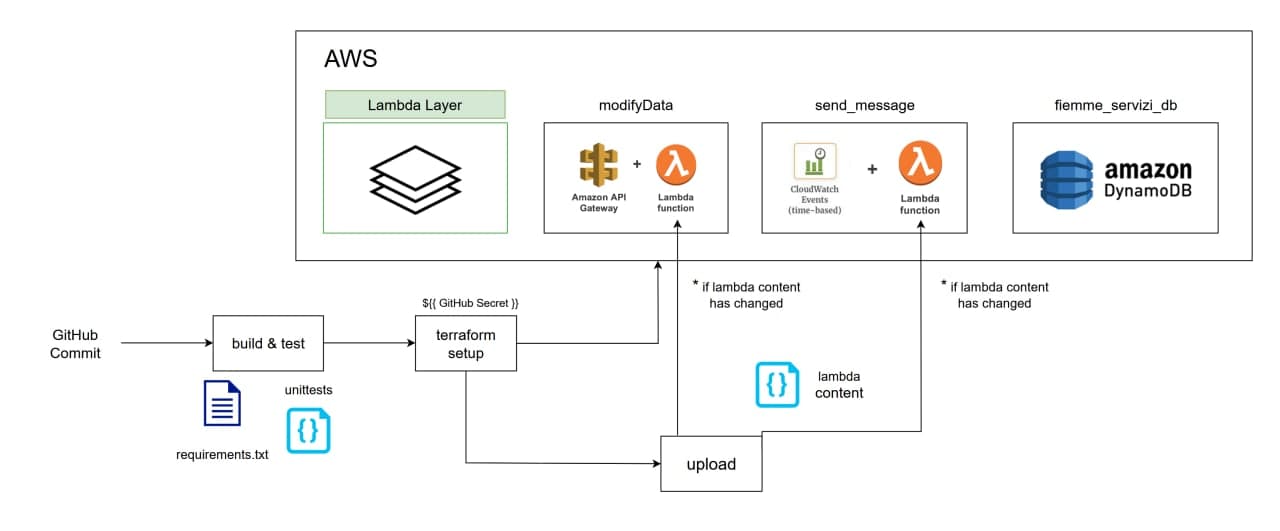 AWS
Lambda Layer
modifyData
send_message
fiemme_servizi_db
Amazon API
Gateway
+
λ
Lambda
function
CloudWatch
Events
(time-based)
+
λ
Lambda
function
amazon
DynamoDB
* if lambda content
has changed
* if lambda content
has changed
${{ GitHub Secret }}
GitHub
Commit
build & test
terraform
setup
unittests
{}
requirements.txt
{}
lambda
content
upload